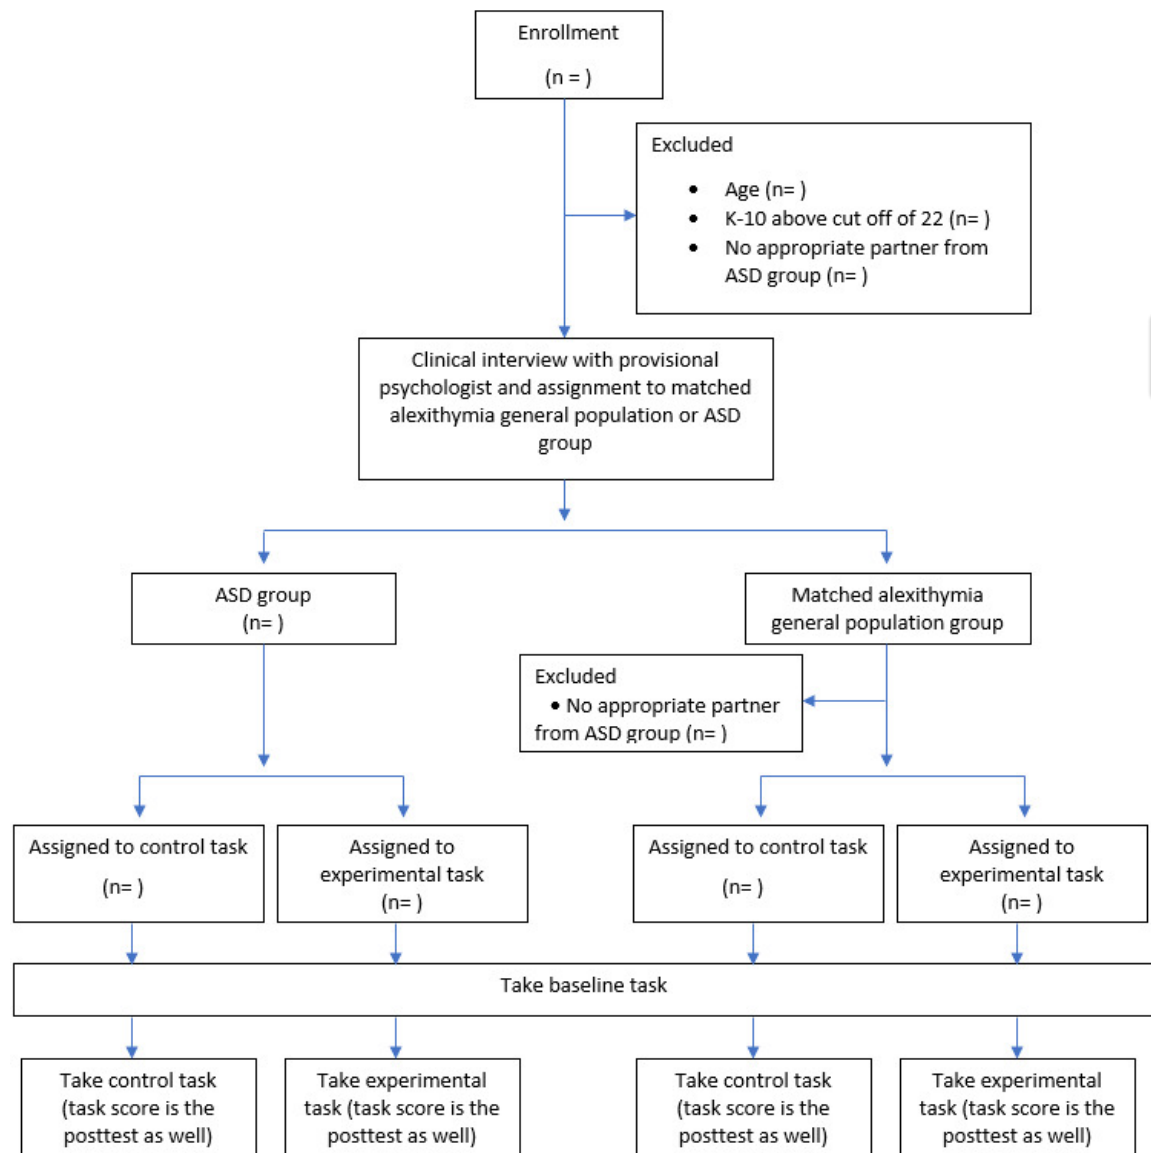 Enrollment
(n = )
Excluded
• Age (n= )
• K-10 above cut off of 22 (n= )
• No appropriate partner from
ASD group (n= )
Clinical interview with provisional
psychologist and assignment to matched
alexithymia general population or ASD
group
ASD group
(n= )
Matched alexithymia
general population group
Excluded
• No appropriate partner
from ASD group (n= )
Assigned to control task
(n= )
Assigned to
experimental task
(n= )
Assigned to control task
(n= )
Assigned to
experimental task
(n= )
Take baseline task
Take control task
(task score is the
posttest as well)
Take experimental
task (task score is the
posttest as well)
Take control task
(task score is the
posttest as well)
Take experimental
task (task score is the
posttest as well)